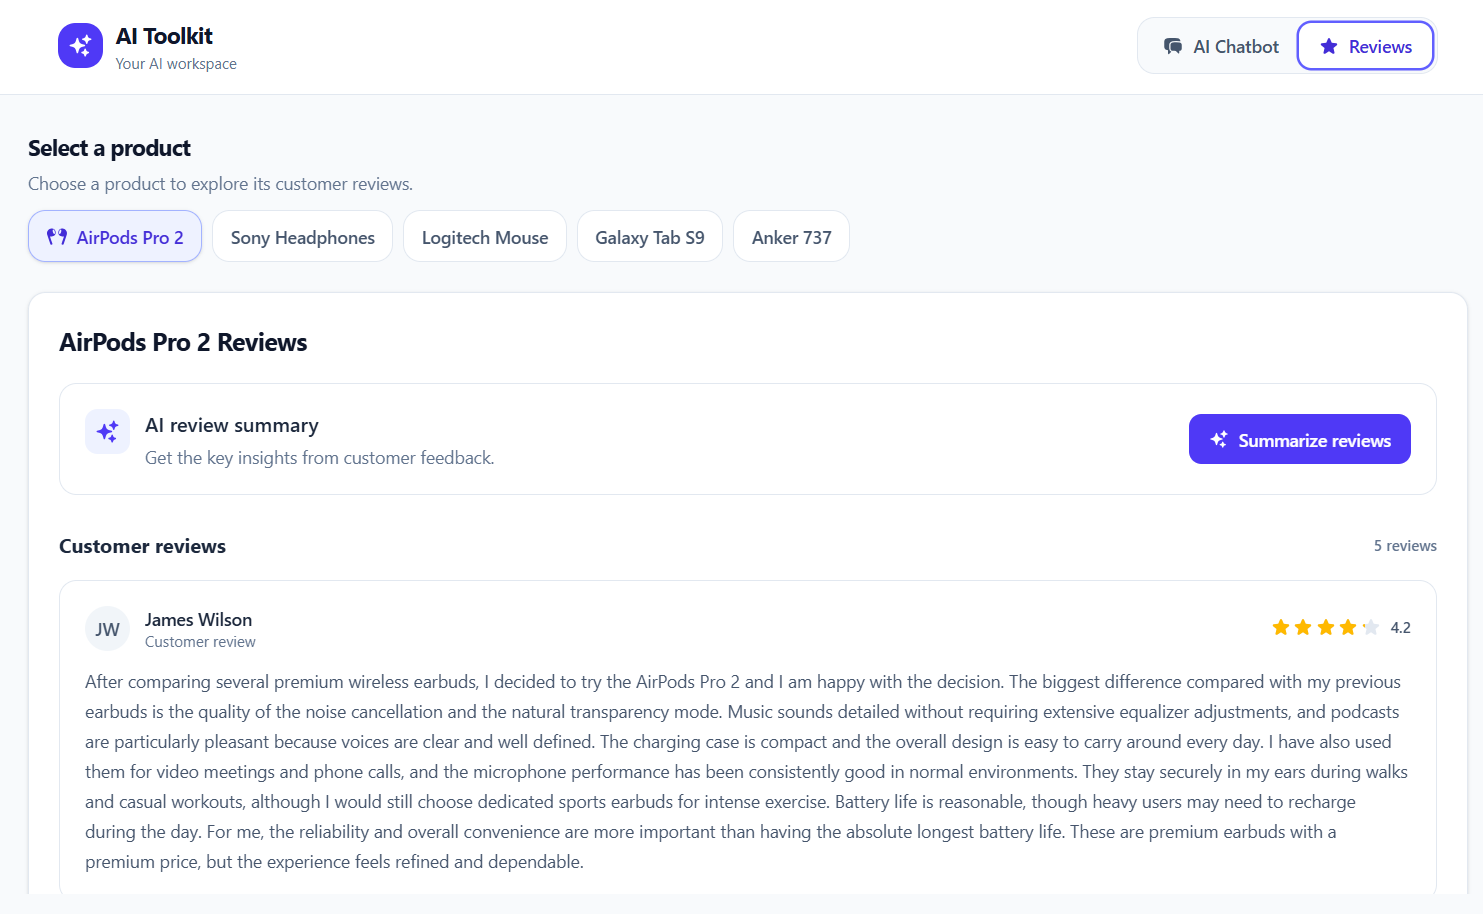 AI Toolkit
Your AI workspace
AI Chatbot
Reviews
Select a product
Choose a product to explore its customer reviews.
AirPods Pro 2
Sony Headphones
Logitech Mouse
Galaxy Tab S9
Anker 737
AirPods Pro 2 Reviews
AI review summary
Get the key insights from customer feedback.
Summarize reviews
Customer reviews
5 reviews
JW
James Wilson
Customer review
4.2
After comparing several premium wireless earbuds, I decided to try the AirPods Pro 2 and I am happy with the decision. The biggest difference compared with my previous
earbuds is the quality of the noise cancellation and the natural transparency mode. Music sounds detailed without requiring extensive equalizer adjustments, and podcasts
are particularly pleasant because voices are clear and well defined. The charging case is compact and the overall design is easy to carry around every day. I have also used
them for video meetings and phone calls, and the microphone performance has been consistently good in normal environments. They stay securely in my ears during walks
and casual workouts, although I would still choose dedicated sports earbuds for intense exercise. Battery life is reasonable, though heavy users may need to recharge
during the day. For me, the reliability and overall convenience are more important than having the absolute longest battery life. These are premium earbuds with a
premium price, but the experience feels refined and dependable.